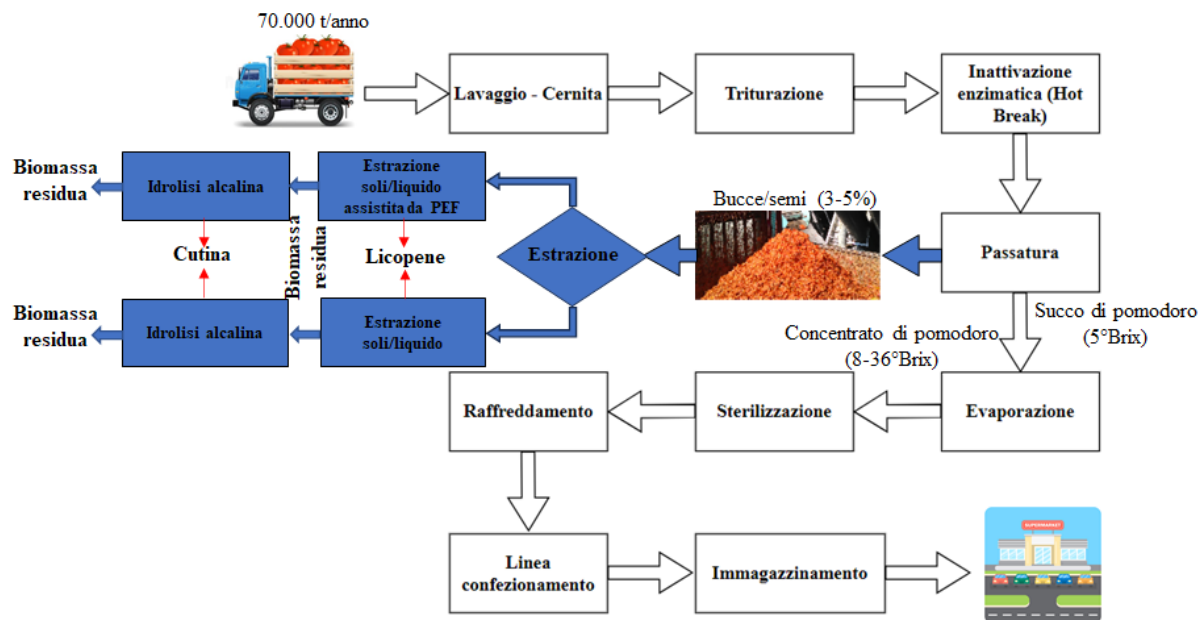 70.000 t/anno
Lavaggio - Cernita
Triturazione
Inattivazione
enzimatica (Hot
Break)
Biomassa
residua
Idrolisi alcalina
Estrazione
soli/liquido
assistita da PEF
Bucce/semi (3-5%)
Passatura
Cutina
Biomassa
residua
Licopene
Estrazione
Biomassa
residua
Idrolisi alcalina
Estrazione
soli/liquido
Succo di pomodoro
(5°Brix)
Concentrato di pomodoro
(8-36°Brix)
Raffreddamento
Sterilizzazione
Evaporazione
Linea
confezionamento
Immagazzinamento
SUPERMARKET